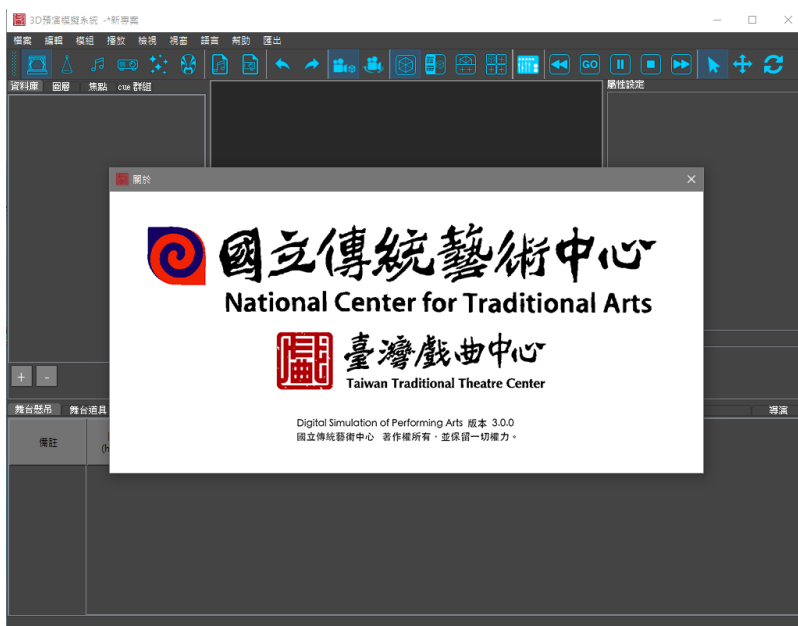 3D預演模擬系統 -*新專案
檔案 編輯 模組 播放 檢視 視窗 語言 幫助 匯出
GO
資料庫 圖層 焦點 cue 群組
屬性設定
關於
國立傳統藝術中心
National Center for Traditional Arts
臺灣戲曲中心
Taiwan Traditional Theatre Center
Digital Simulation of Performing Arts 版本 3.0.0
國立傳統藝術中心 著作權所有，並保留一切權力。
+ -
舞台懸吊 舞台道具 導演
備註
(h